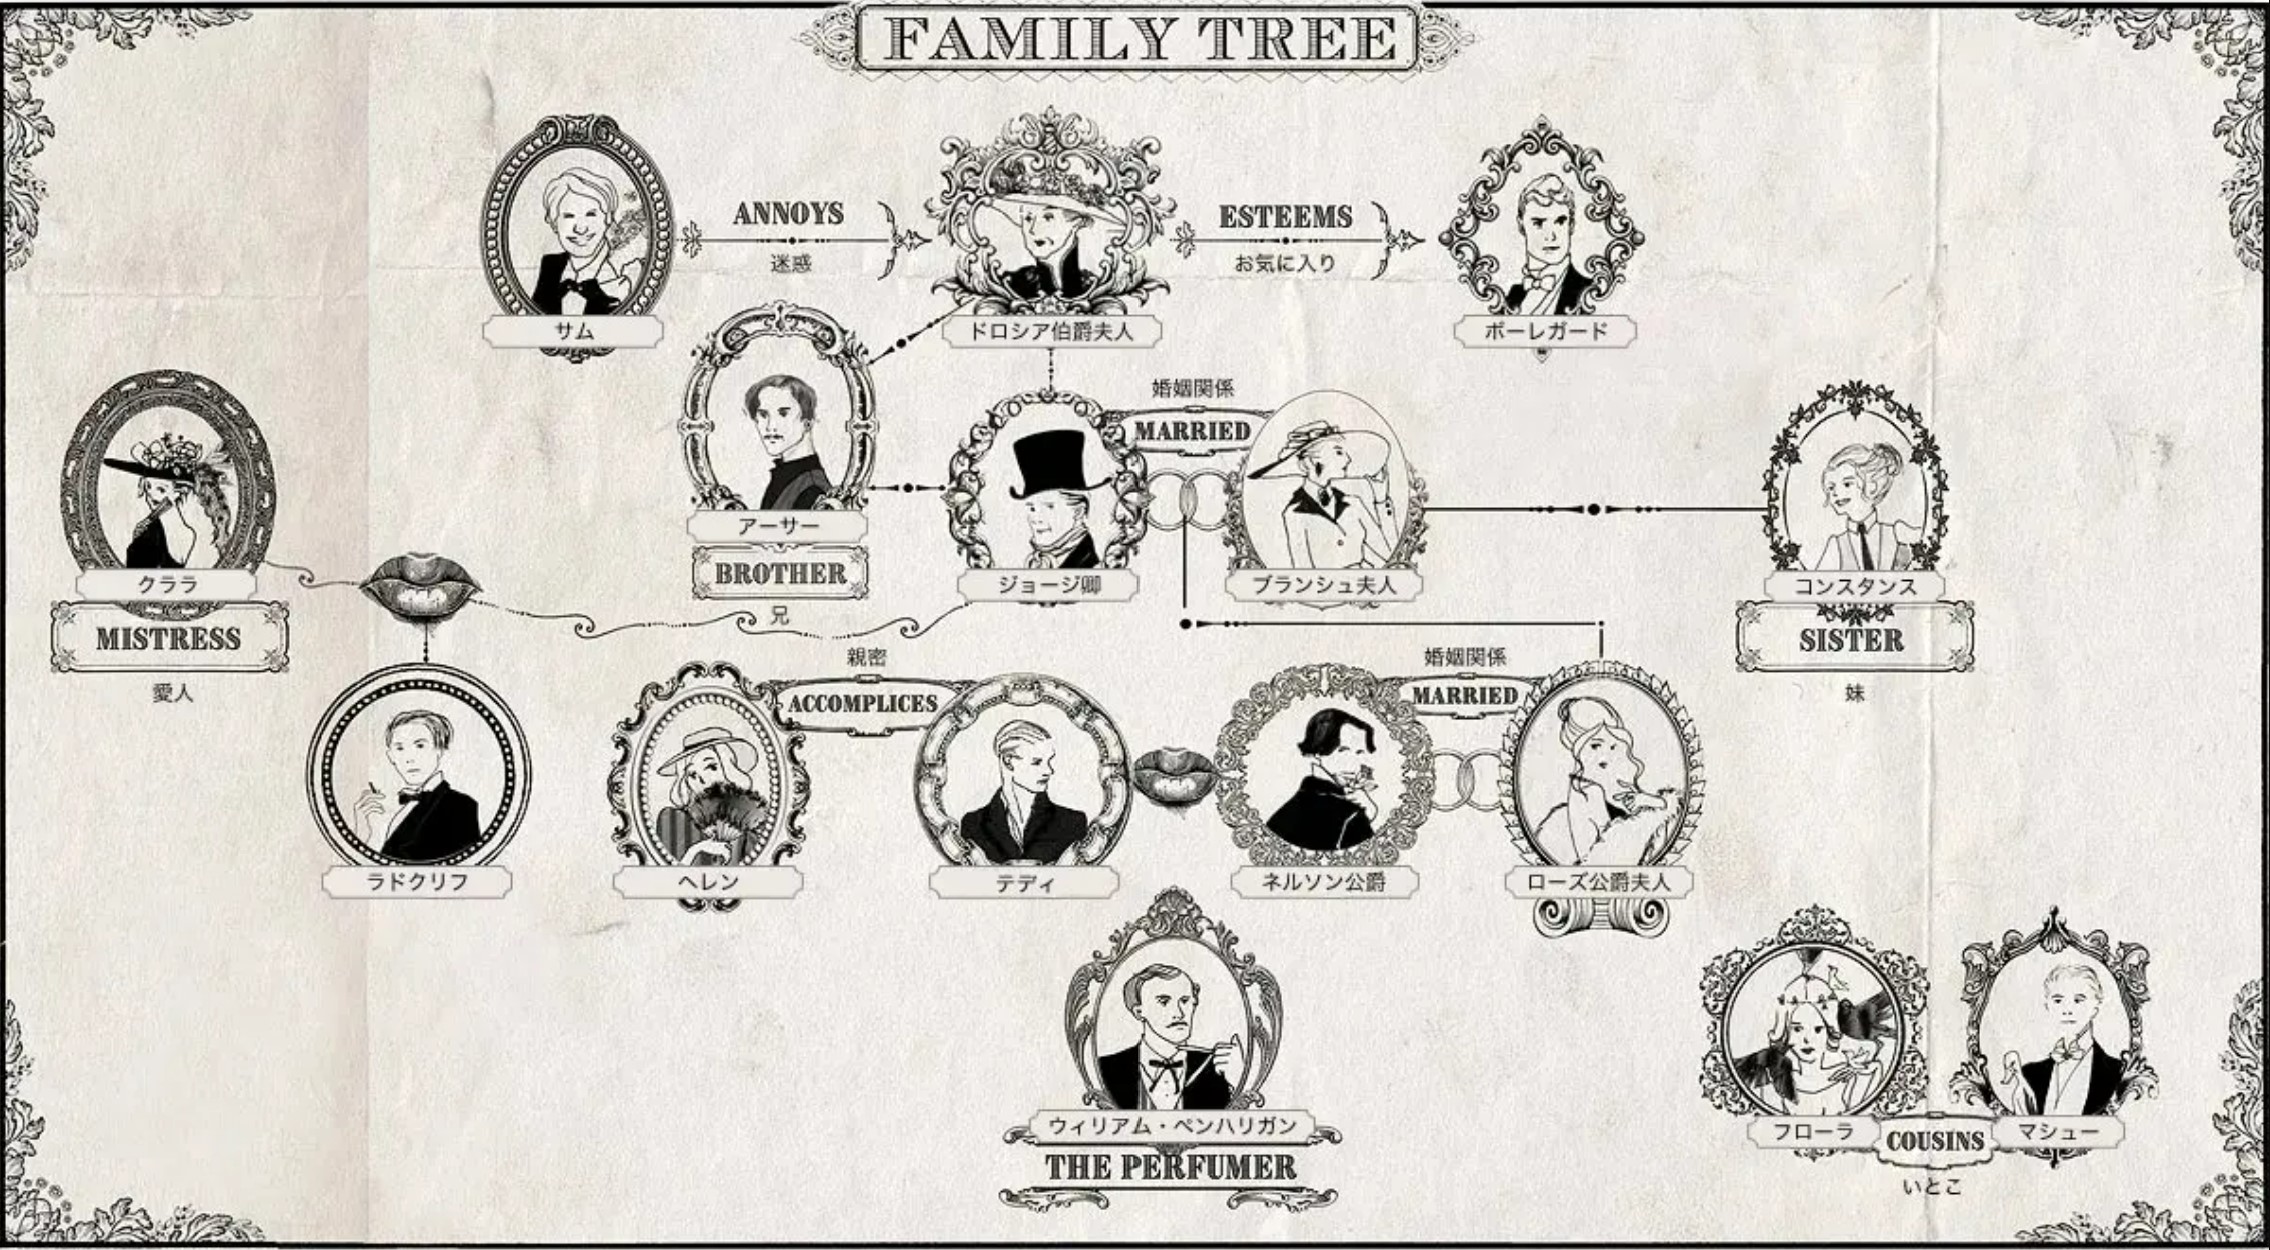 FAMILY TREE
ANNOYS
迷惑
ESTEEMS
お気に入り
サム
ドロシア伯爵夫人
ボーレガード
婚姻関係
MARRIED
アーサー
BROTHER
兄
ジョージ卿
ブランシュ夫人
クララ
MISTRESS
愛人
コンスタンス
SISTER
妹
親密
ACCOMPLICES
婚姻関係
MARRIED
ラドクリフ
ヘレン
テディ
ネルソン公爵
ローズ公爵夫人
ウィリアム・ペンハリガン
THE PERFUMER
フローラ
COUSINS
マシュー
いとこ